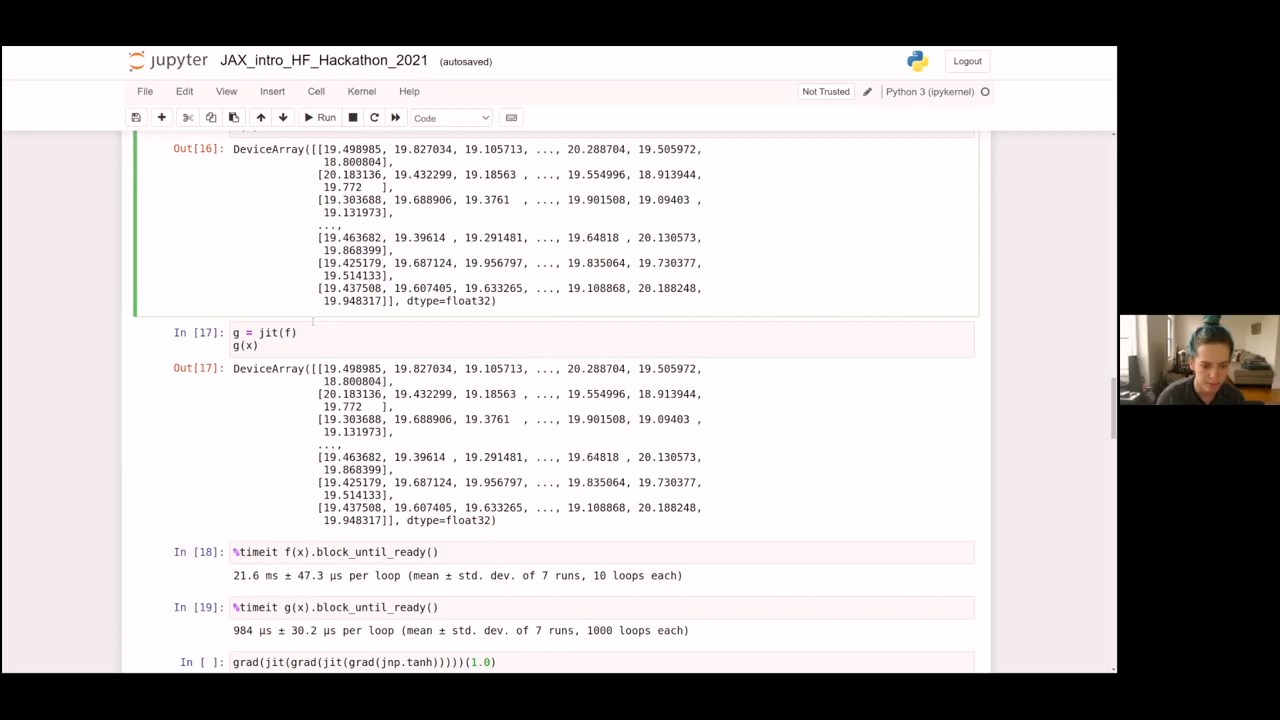 jupyter JAX_intro_HF_Hackathon_2021 (autosaved) Logout
File Edit View Insert Cell Kernel Help Not Trusted Python 3 (ipykernel)
Run Code
Out[16]: DeviceArray([[19.498985, 19.827034, 19.105713, ..., 20.288704, 19.505972,
18.800804],
[20.183136, 19.432299, 19.18563 , ..., 19.554996, 18.913944,
19.772   ],
[19.303688, 19.688906, 19.3761  , ..., 19.901508, 19.09403 ,
19.131973],
...,
[19.463682, 19.39614 , 19.291481, ..., 19.64818 , 20.130573,
19.868399],
[19.425179, 19.687124, 19.956797, ..., 19.835064, 19.730377,
19.514133],
[19.437508, 19.607405, 19.633265, ..., 19.108868, 20.188248,
19.948317]], dtype=float32)
In [17]: g = jit(f)
g(x)
Out[17]: DeviceArray([[19.498985, 19.827034, 19.105713, ..., 20.288704, 19.505972,
18.800804],
[20.183136, 19.432299, 19.18563 , ..., 19.554996, 18.913944,
19.772   ],
[19.303688, 19.688906, 19.3761  , ..., 19.901508, 19.09403 ,
19.131973],
...,
[19.463682, 19.39614 , 19.291481, ..., 19.64818 , 20.130573,
19.868399],
[19.425179, 19.687124, 19.956797, ..., 19.835064, 19.730377,
19.514133],
[19.437508, 19.607405, 19.633265, ..., 19.108868, 20.188248,
19.948317]], dtype=float32)
In [18]: %timeit f(x).block_until_ready()
21.6 ms ± 47.3 µs per loop (mean ± std. dev. of 7 runs, 10 loops each)
In [19]: %timeit g(x).block_until_ready()
984 µs ± 30.2 µs per loop (mean ± std. dev. of 7 runs, 1000 loops each)
In [ ]: grad(jit(grad(jit(grad(jnp.tanh)))))(1.0)